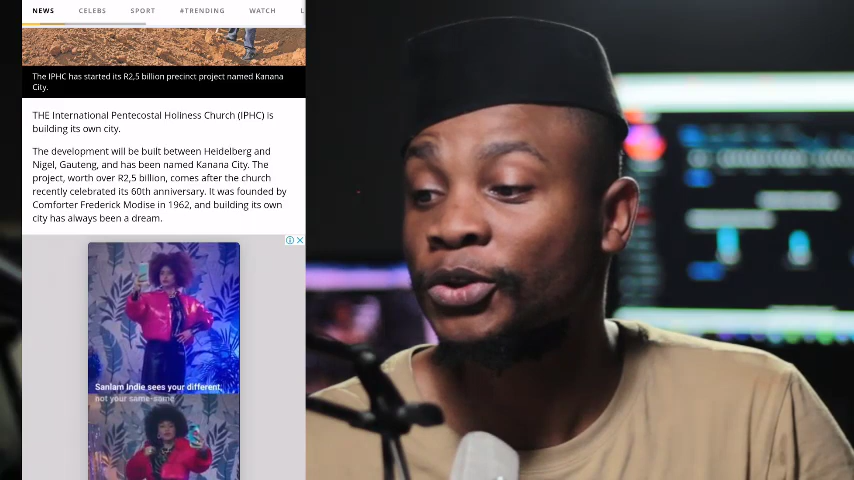 NEWS CELEBS SPORT #TRENDING WATCH
The IPHC has started its R2,5 billion precinct project named Kanana
City.
THE International Pentecostal Holiness Church (IPHC) is
building its own city.
The development will be built between Heidelberg and
Nigel, Gauteng, and has been named Kanana City. The
project, worth over R2,5 billion, comes after the church
recently celebrated its 60th anniversary. It was founded by
Comforter Frederick Modise in 1962, and building its own
city has always been a dream.
Sanlam Indie sees your different,
not your same-same